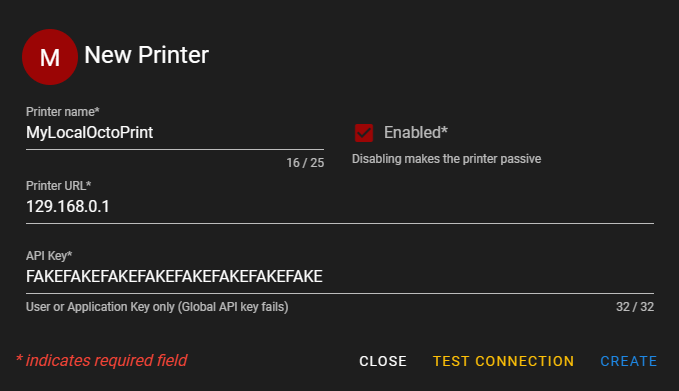 M New Printer
Printer name*
MyLocalOctoPrint
Enabled*
16 / 25
Disabling makes the printer passive
Printer URL*
129.168.0.1
API Key*
FAKEFAKEFAKEFAKEFAKEFAKEFAKEFAKE
User or Application Key only (Global API key fails) 32 / 32
* indicates required field CLOSE TEST CONNECTION CREATE